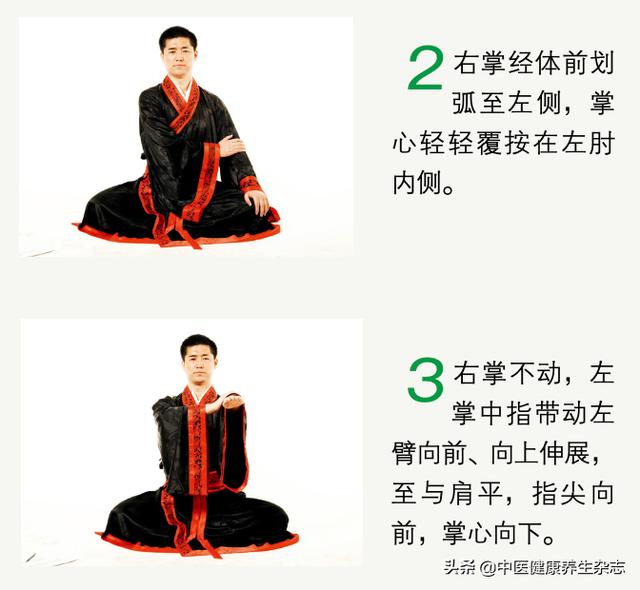 2 右掌经体前划
弧至左侧，掌
心轻轻覆按在左肘
内侧。
3 右掌不动，左
掌中指带动左
臂向前、向上伸展，
至与肩平，指尖向
前，掌心向下。
头条 @中医健康养生杂志